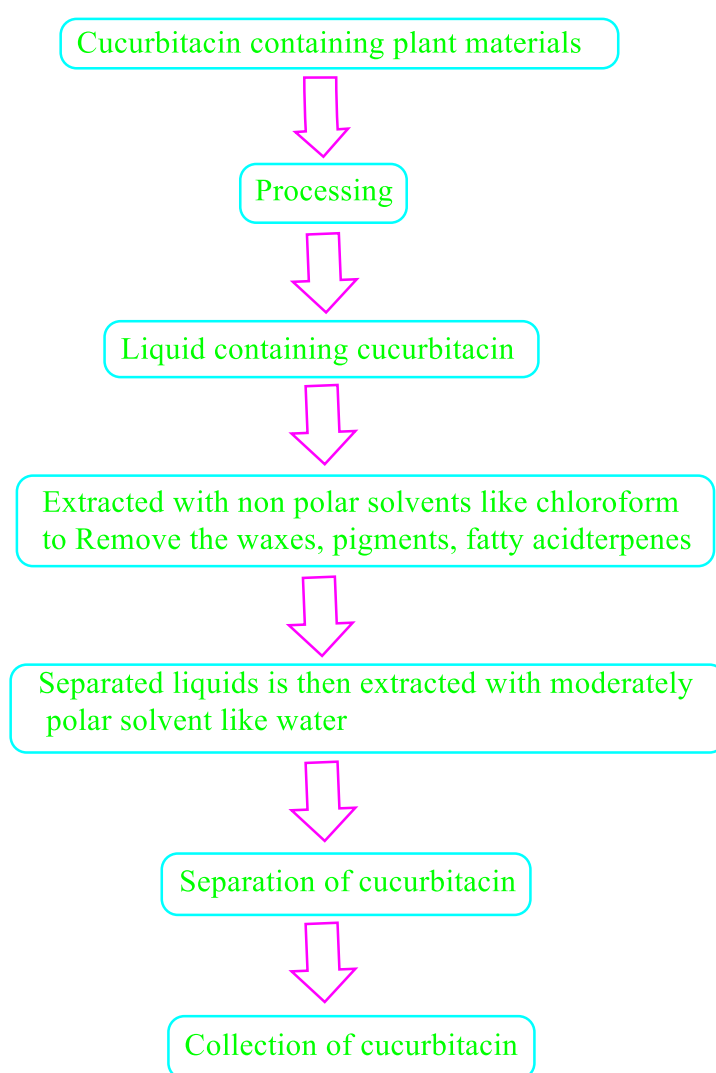 Cucurbitacin containing plant materials
Processing
Liquid containing cucurbitacin
Extracted with non polar solvents like chloroform
to Remove the waxes, pigments, fatty acidterpenes
Separated liquids is then extracted with moderately
polar solvent like water
Separation of cucurbitacin
Collection of cucurbitacin